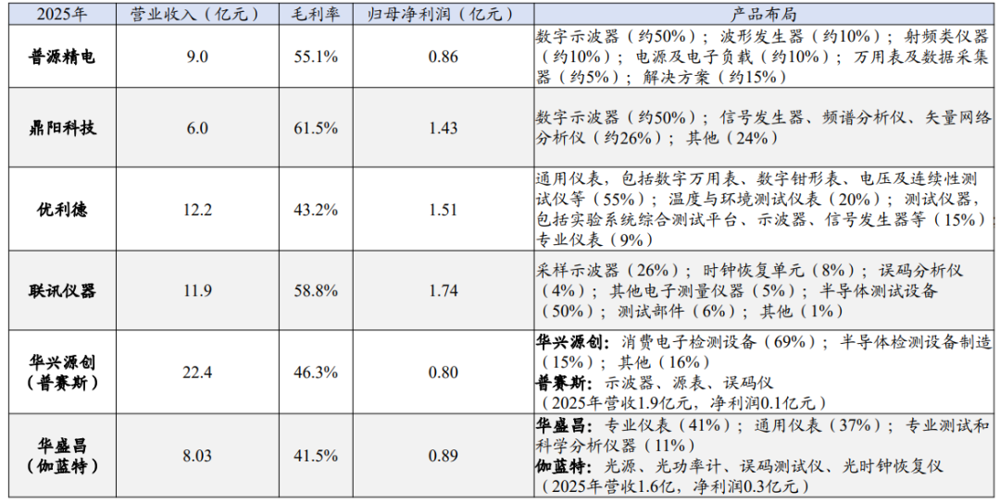 2025年 营业收入（亿元） 毛利率 归母净利润（亿元） 产品布局
普源精电 9.0 55.1% 0.86
数字示波器（约50%）；波形发生器（约10%）；射频类仪器
（约10%）；电源及电子负载（约10%）；万用表及数据采集
器（约5%）；解决方案（约15%）
鼎阳科技 6.0 61.5% 1.43
数字示波器（约50%）；信号发生器、频谱分析仪、矢量网络
分析仪（约26%）；其他（24%）
优利德 12.2 43.2% 1.51
通用仪表，包括数字万用表、数字钳形表、电压及连续性测
试仪等（55%）；温度与环境测试仪表（20%）；测试仪器，
包括实验系统综合测试平台、示波器、信号发生器等（15%）；
专业仪表（9%）
联讯仪器 11.9 58.8% 1.74
采样示波器（26%）；时钟恢复单元（8%）；误码分析仪
（4%）；其他电子测量仪器（5%）；半导体测试设备
（50%）；测试部件（6%）；其他（1%）
华兴源创
（普赛斯） 22.4 46.3% 0.80
华兴源创：消费电子检测设备（69%）；半导体检测设备制造
（15%）；其他（16%）
普赛斯：示波器、源表、误码仪
（2025年营收1.9亿元，净利润0.1亿元）
华盛昌
（伽蓝特） 8.03 41.5% 0.89
华盛昌：专业仪表（41%）；通用仪表（37%）；专业测试和
科学分析仪器（11%）
伽蓝特：光源、光功率计、误码测试仪、光时钟恢复仪
（2025年营收1.6亿，净利润0.3亿元）